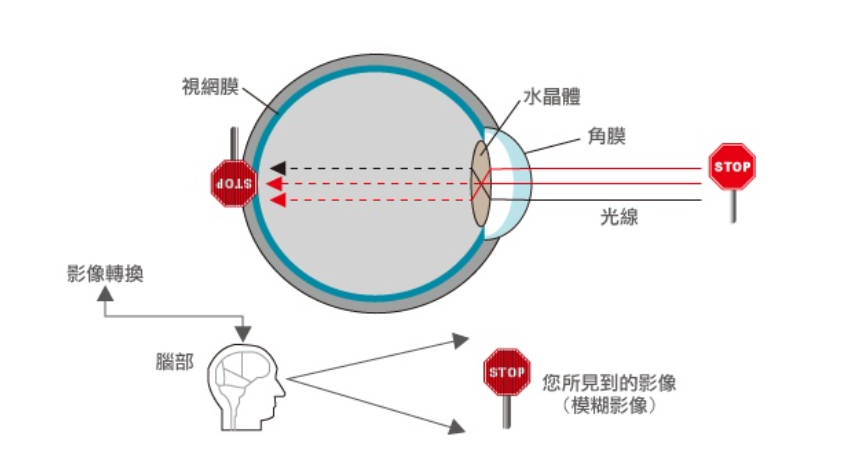 視網膜
水晶體
角膜
STOP
STOP
光線
影像轉換
腦部
STOP
您所見到的影像
（模糊影像）